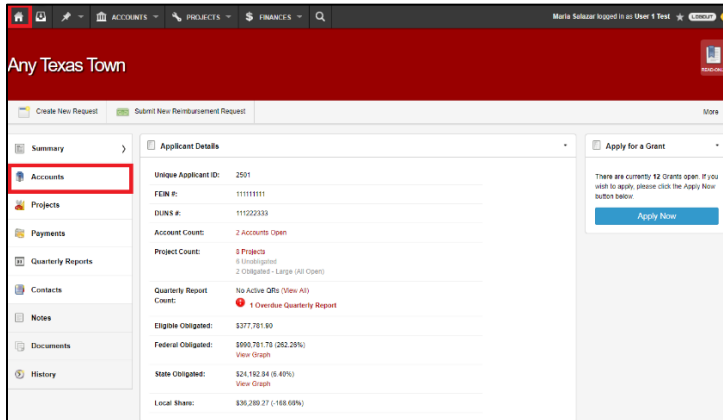 ACCOUNTS PROJECTS $ FINANCES Maria Salazar logged in as User 1 Test LOGOUT
Any Texas Town
READ-ONLY
Create New Request Submit New Reimbursement Request More
Summary
Accounts
Projects
Payments
Quarterly Reports
Contacts
Notes
Documents
History
Applicant Details
Unique Applicant ID: 2501
FEIN #: 111111111
DUNS #: 111222333
Account Count: 2 Accounts Open
Project Count: 8 Projects
6 Unobligated
2 Obligated - Large (All Open)
Quarterly Report Count: No Active QRs (View All)
1 Overdue Quarterly Report
Eligible Obligated: $377,781.90
Federal Obligated: $990,781.78 (262.26%)
View Graph
State Obligated: $24,192.84 (6.40%)
View Graph
Local Share: $36,289.27 (-168.66%)
Apply for a Grant
There are currently 12 Grants open. If you
wish to apply, please click the Apply Now
button below.
Apply Now